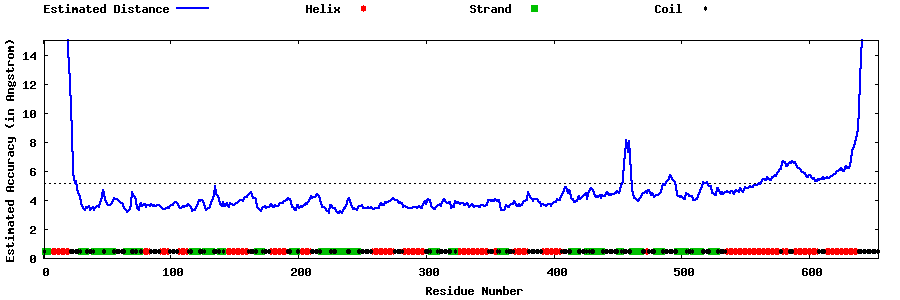 Estimated Distance Helix Strand Coil
Estimated Accuracy (in Angstrom)
14
12
10
8
6
4
2
0
0 100 200 300 400 500 600
Residue Number